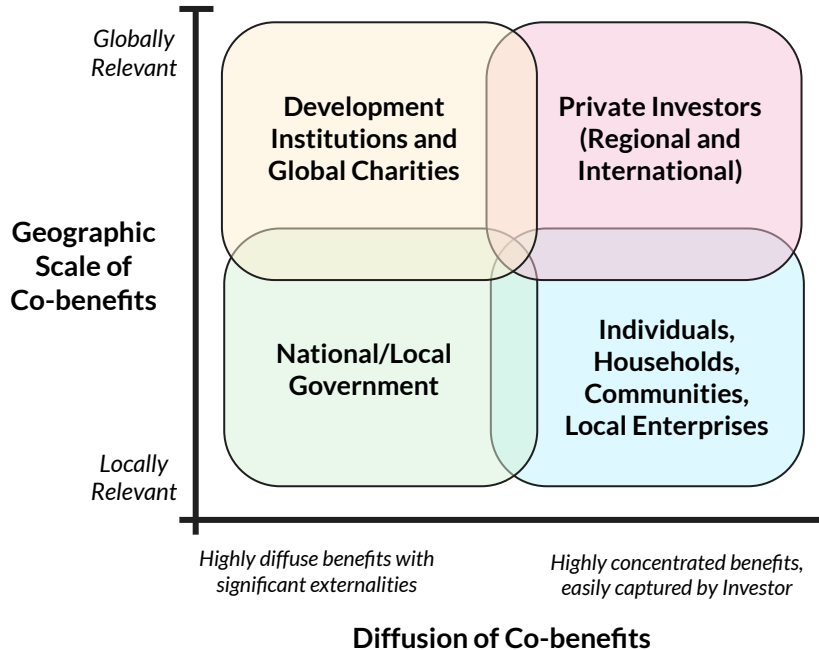 Globally
Relevant
Development
Institutions and
Global Charities
Private Investors
(Regional and
International)
Geographic
Scale of
Co-benefits
National/Local
Government
Individuals,
Households,
Communities,
Local Enterprises
Locally
Relevant
Highly diffuse benefits with
significant externalities
Highly concentrated benefits,
easily captured by Investor
Diffusion of Co-benefits